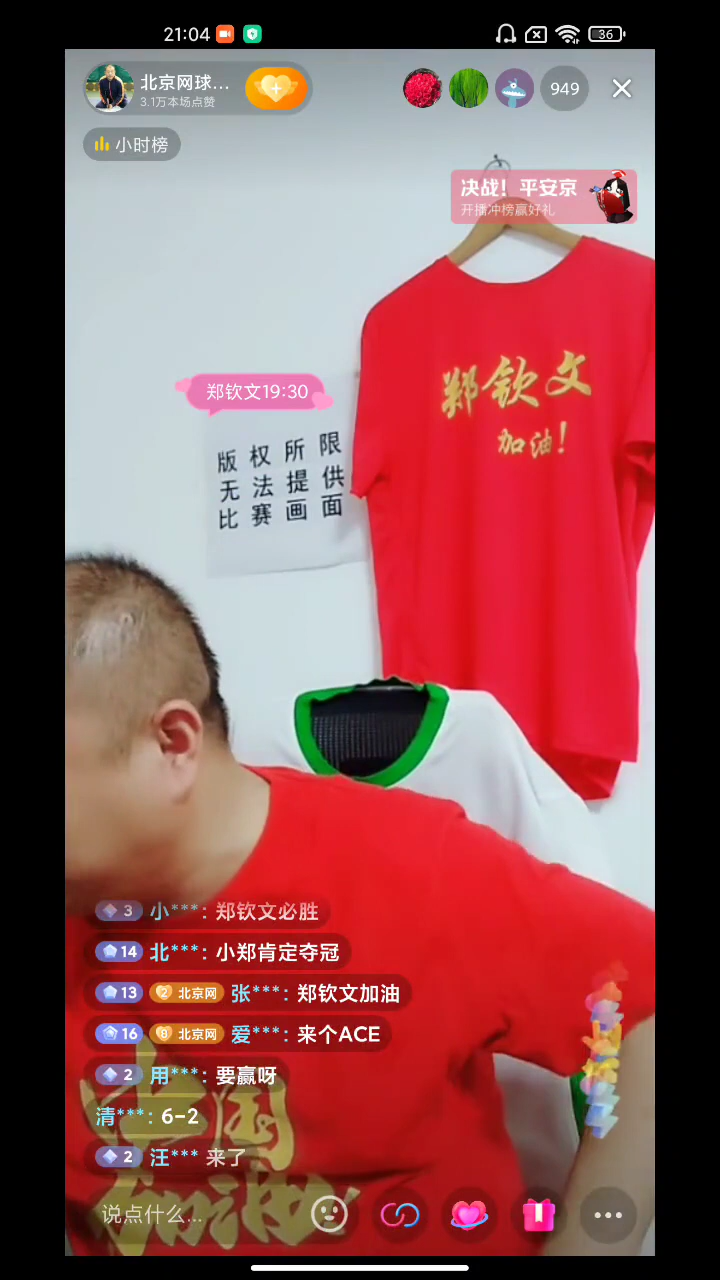 21:04
36
北京网球...
3.1万本场点赞
949
小时榜
决战！平安京
开播冲榜赢好礼
郑钦文
加油！
郑钦文19:30
版权所限
无法提供
比赛画面
3 小***：郑钦文必胜
14 北***：小郑肯定夺冠
13 2 北京网 张***：郑钦文加油
16 8 北京网 爱***：来个ACE
2 用***：要赢呀
清***：6-2
2 汪*** 来了
中国
加油
说点什么...